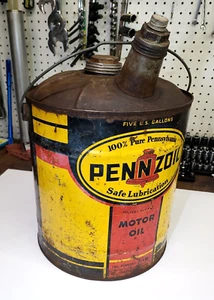 FIVE U.S. GALLONS
100% Pure Pennsylvania
PENNZOIL
Safe Lubrication
MOTOR
OIL